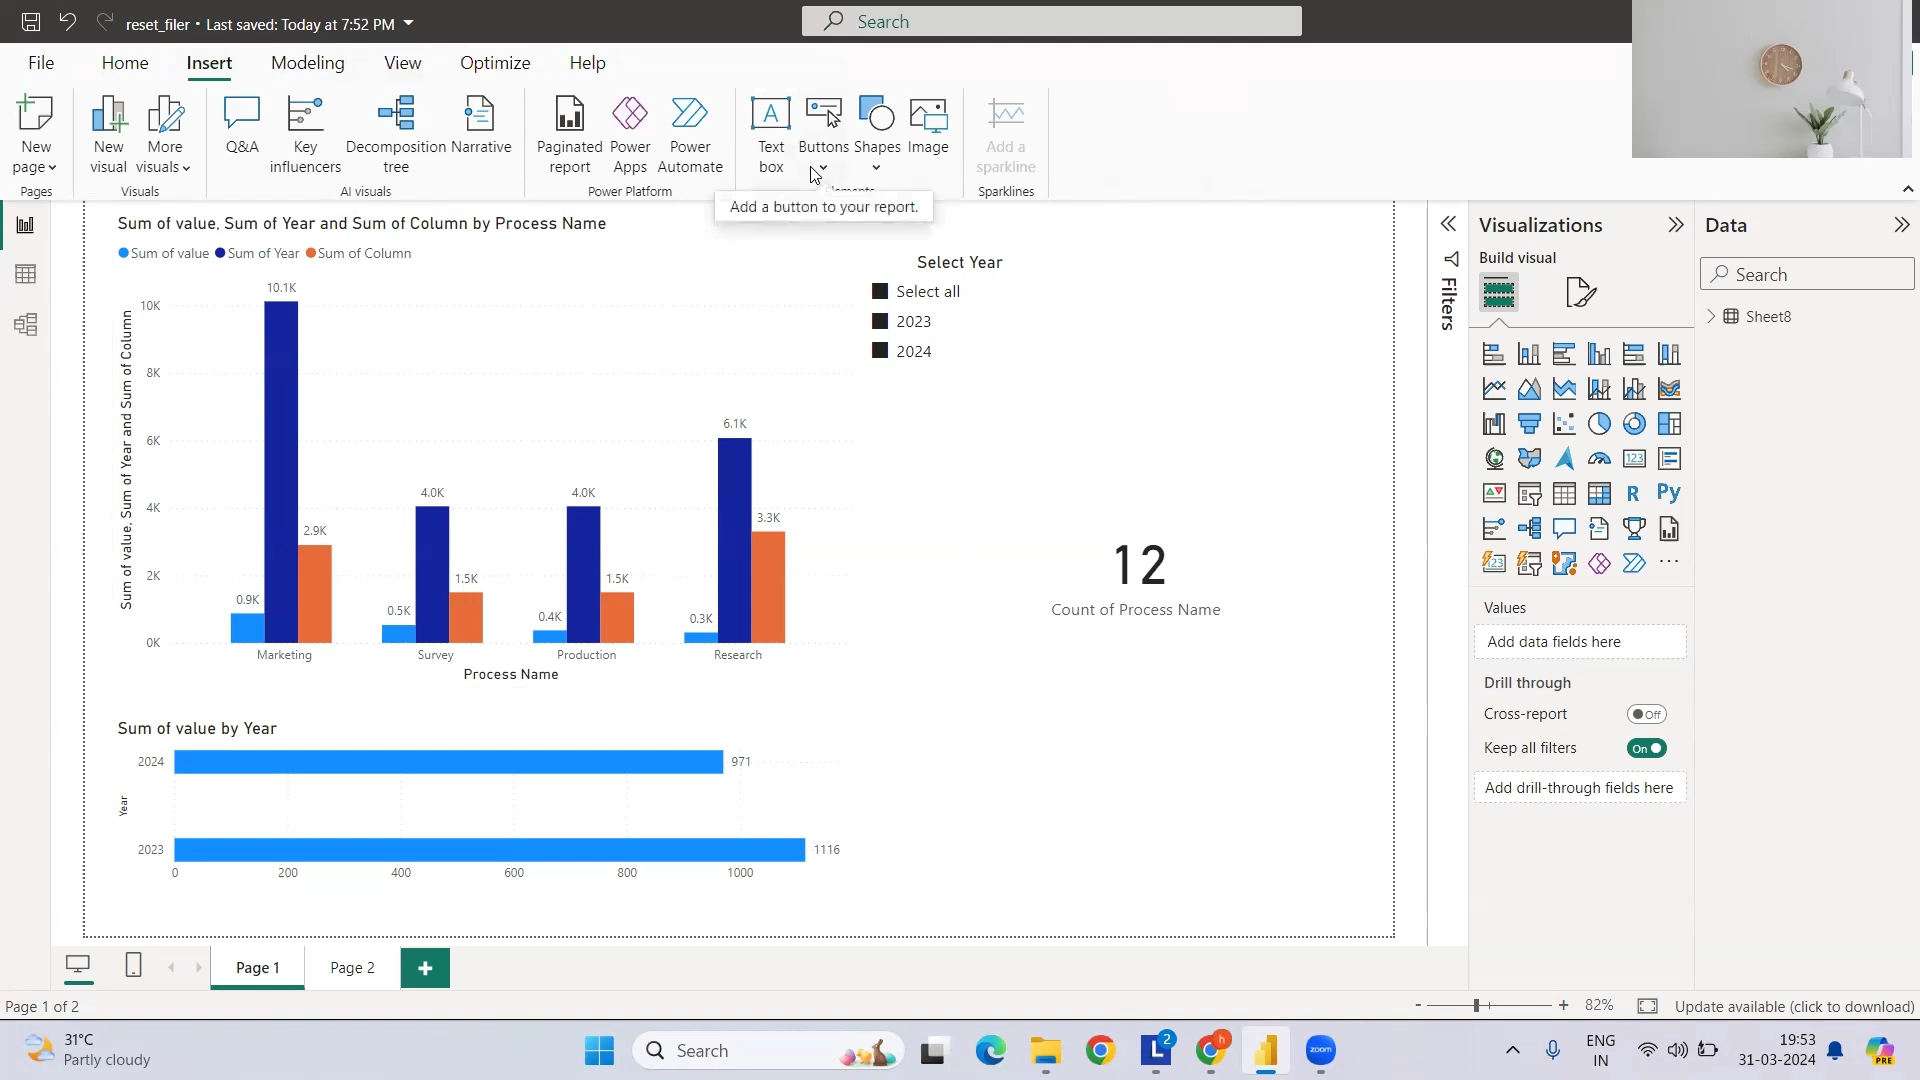 reset_filer • Last saved: Today at 7:52 PM
Search
File
Home
Insert
Modeling
View
Optimize
Help
New page
New visual
More visuals
Q&A
Key influencers
Decomposition tree
Narrative
Paginated report
Power Apps
Power Automate
Text box
Buttons
Shapes
Image
Add a sparkline
Pages
Visuals
AI visuals
Power Platform
Elements
Sparklines
Add a button to your report.
Sum of value, Sum of Year and Sum of Column by Process Name
Sum of value
Sum of Year
Sum of Column
Sum of value, Sum of Year and Sum of Column
10K
8K
6K
4K
2K
0K
10.1K
2.9K
0.9K
4.0K
1.5K
0.5K
4.0K
1.5K
0.4K
6.1K
3.3K
0.3K
Marketing
Survey
Production
Research
Process Name
Select Year
Select all
2023
2024
12
Count of Process Name
Sum of value by Year
Year
2024
971
2023
1116
0
200
400
600
800
1000
Filters
Visualizations
Build visual
123
R
Py
123
Values
Add data fields here
Drill through
Cross-report
Off
Keep all filters
On
Add drill-through fields here
Data
Search
Sheet8
Page 1
Page 2
+
Page 1 of 2
-
+
82%
Update available (click to download)
31°C
Partly cloudy
Search
2
L
h
zoom
ENG
IN
19:53
31-03-2024
PRE